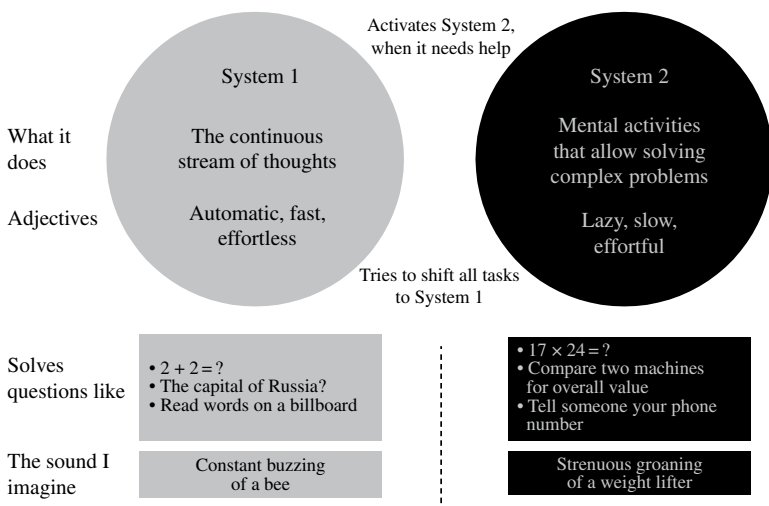 Activates System 2,
when it needs help
System 1
System 2
What it
does
The continuous
stream of thoughts
Mental activities
that allow solving
complex problems
Adjectives
Automatic, fast,
effortless
Lazy, slow,
effortful
Tries to shift all tasks
to System 1
Solves
questions like
• 2 + 2 = ?
• The capital of Russia?
• Read words on a billboard
• 17 × 24 = ?
• Compare two machines
for overall value
• Tell someone your phone
number
The sound I
imagine
Constant buzzing
of a bee
Strenuous groaning
of a weight lifter